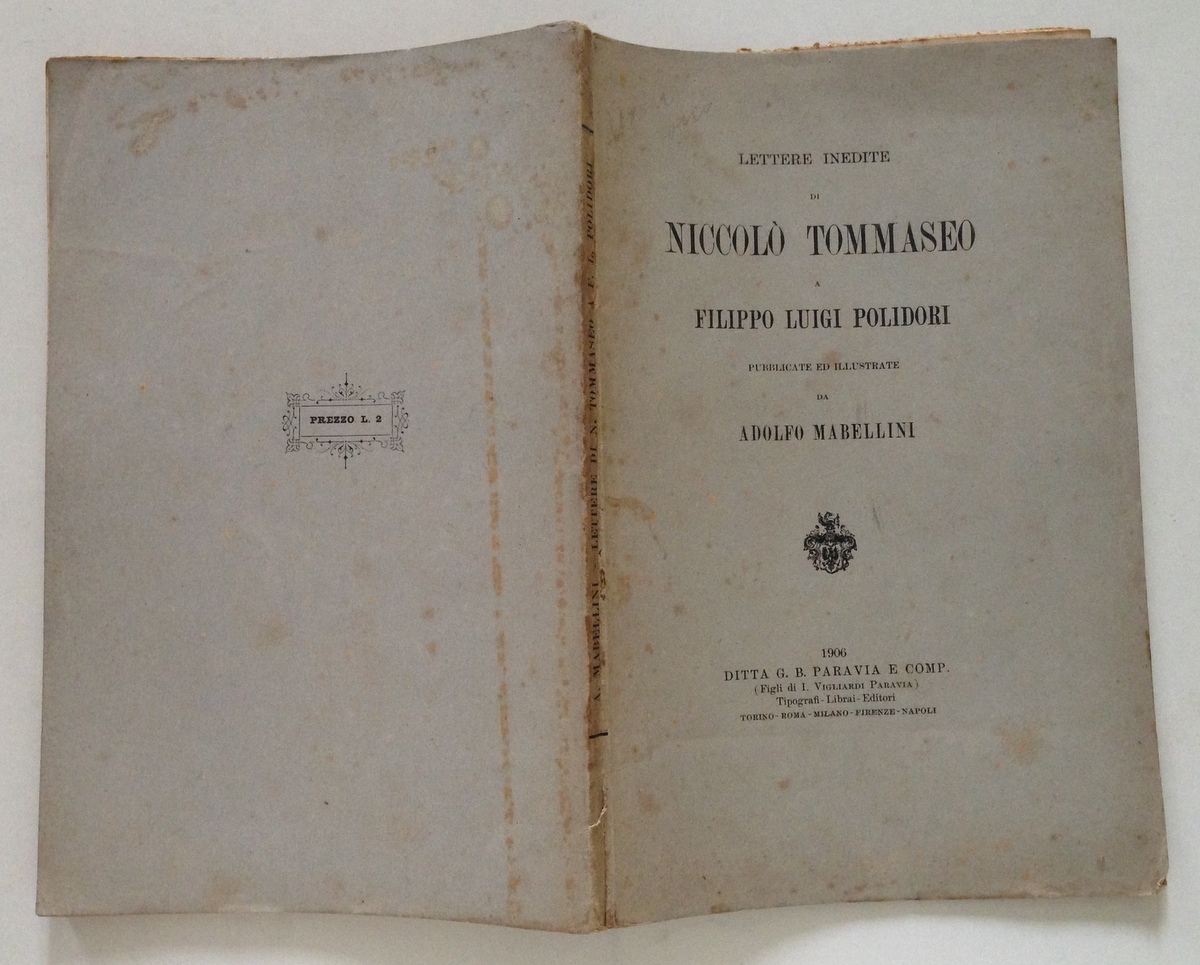 PREZZO L. 2
A. MABELLINI - LETTERE DI N. TOMMASEO A F. L. POLIDORI
LETTERE INEDITE
DI
NICCOLÒ TOMMASEO
A
FILIPPO LUIGI POLIDORI
PUBBLICATE ED ILLUSTRATE
DA
ADOLFO MABELLINI
1906
DITTA G. B. PARAVIA E COMP.
(Figli di I. VIGLIARDI PARAVIA)
Tipografi-Librai-Editori
TORINO-ROMA-MILANO-FIRENZE-NAPOLI